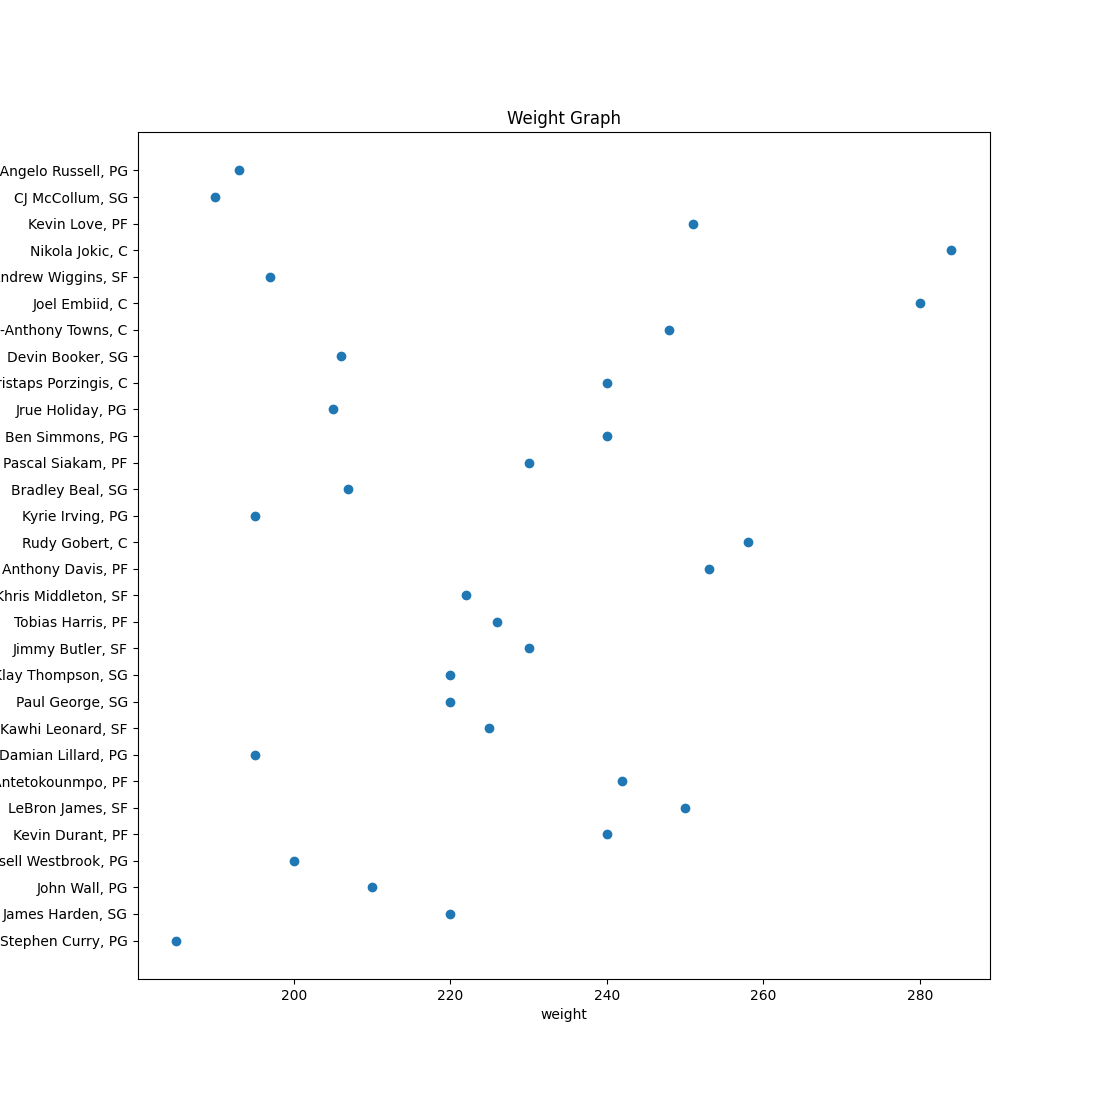 Weight Graph
Angelo Russell, PG
CJ McCollum, SG
Kevin Love, PF
Nikola Jokic, C
ndrew Wiggins, SF
Joel Embiid, C
-Anthony Towns, C
Devin Booker, SG
ristaps Porzingis, C
Jrue Holiday, PG
Ben Simmons, PG
Pascal Siakam, PF
Bradley Beal, SG
Kyrie Irving, PG
Rudy Gobert, C
Anthony Davis, PF
Khris Middleton, SF
Tobias Harris, PF
Jimmy Butler, SF
Klay Thompson, SG
Paul George, SG
Kawhi Leonard, SF
Damian Lillard, PG
Antetokounmpo, PF
LeBron James, SF
Kevin Durant, PF
sell Westbrook, PG
John Wall, PG
James Harden, SG
Stephen Curry, PG
200 220 240 260 280
weight